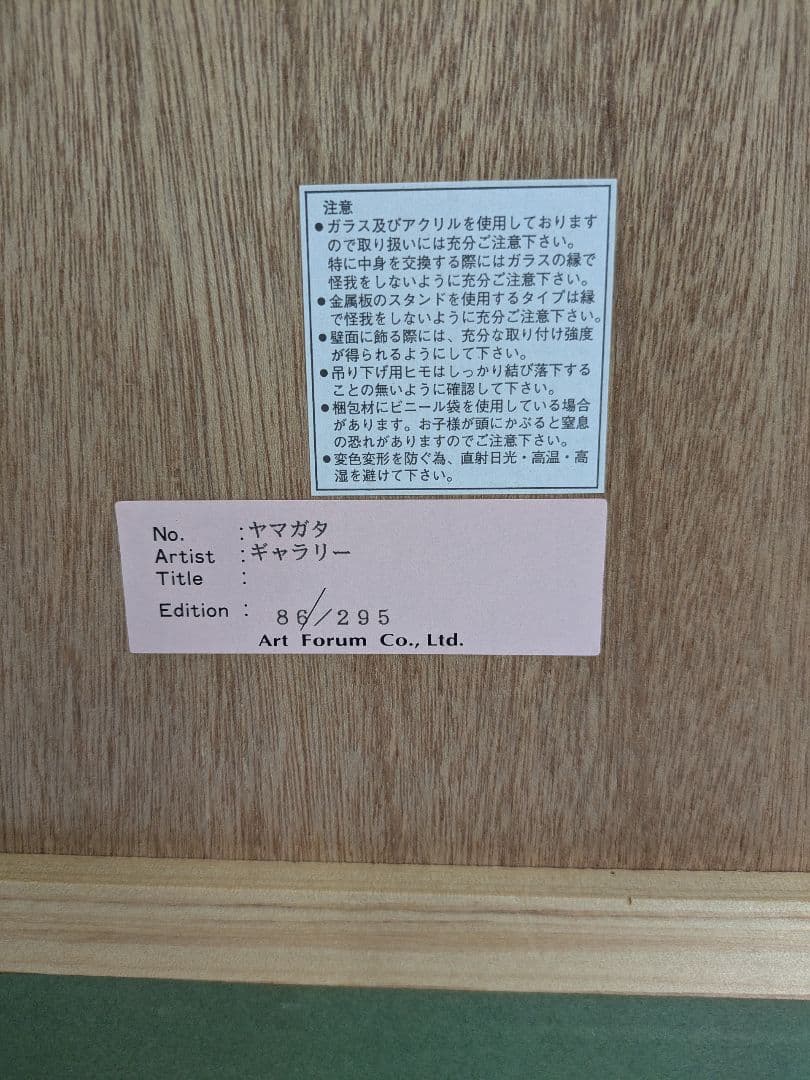 注意
●ガラス及びアクリルを使用しております
ので取り扱いには充分ご注意下さい。
特に中身を交換する際にはガラスの縁で
怪我をしないように充分ご注意下さい。
●金属板のスタンドを使用するタイプは縁
で怪我をしないように充分ご注意下さい。
●壁面に飾る際には、充分な取り付け強度
が得られるようにして下さい。
●吊り下げ用ヒモはしっかり結び落下する
ことの無いように確認して下さい。
●梱包材にビニール袋を使用している場合
があります。お子様が頭にかぶると窒息
の恐れがありますのでご注意下さい。
●変色変形を防ぐ為、直射日光・高温・高
湿を避けて下さい。
No. :ヤマガタ
Artist :ギャラリー
Title :
Edition : 86/295
Art Forum Co., Ltd.